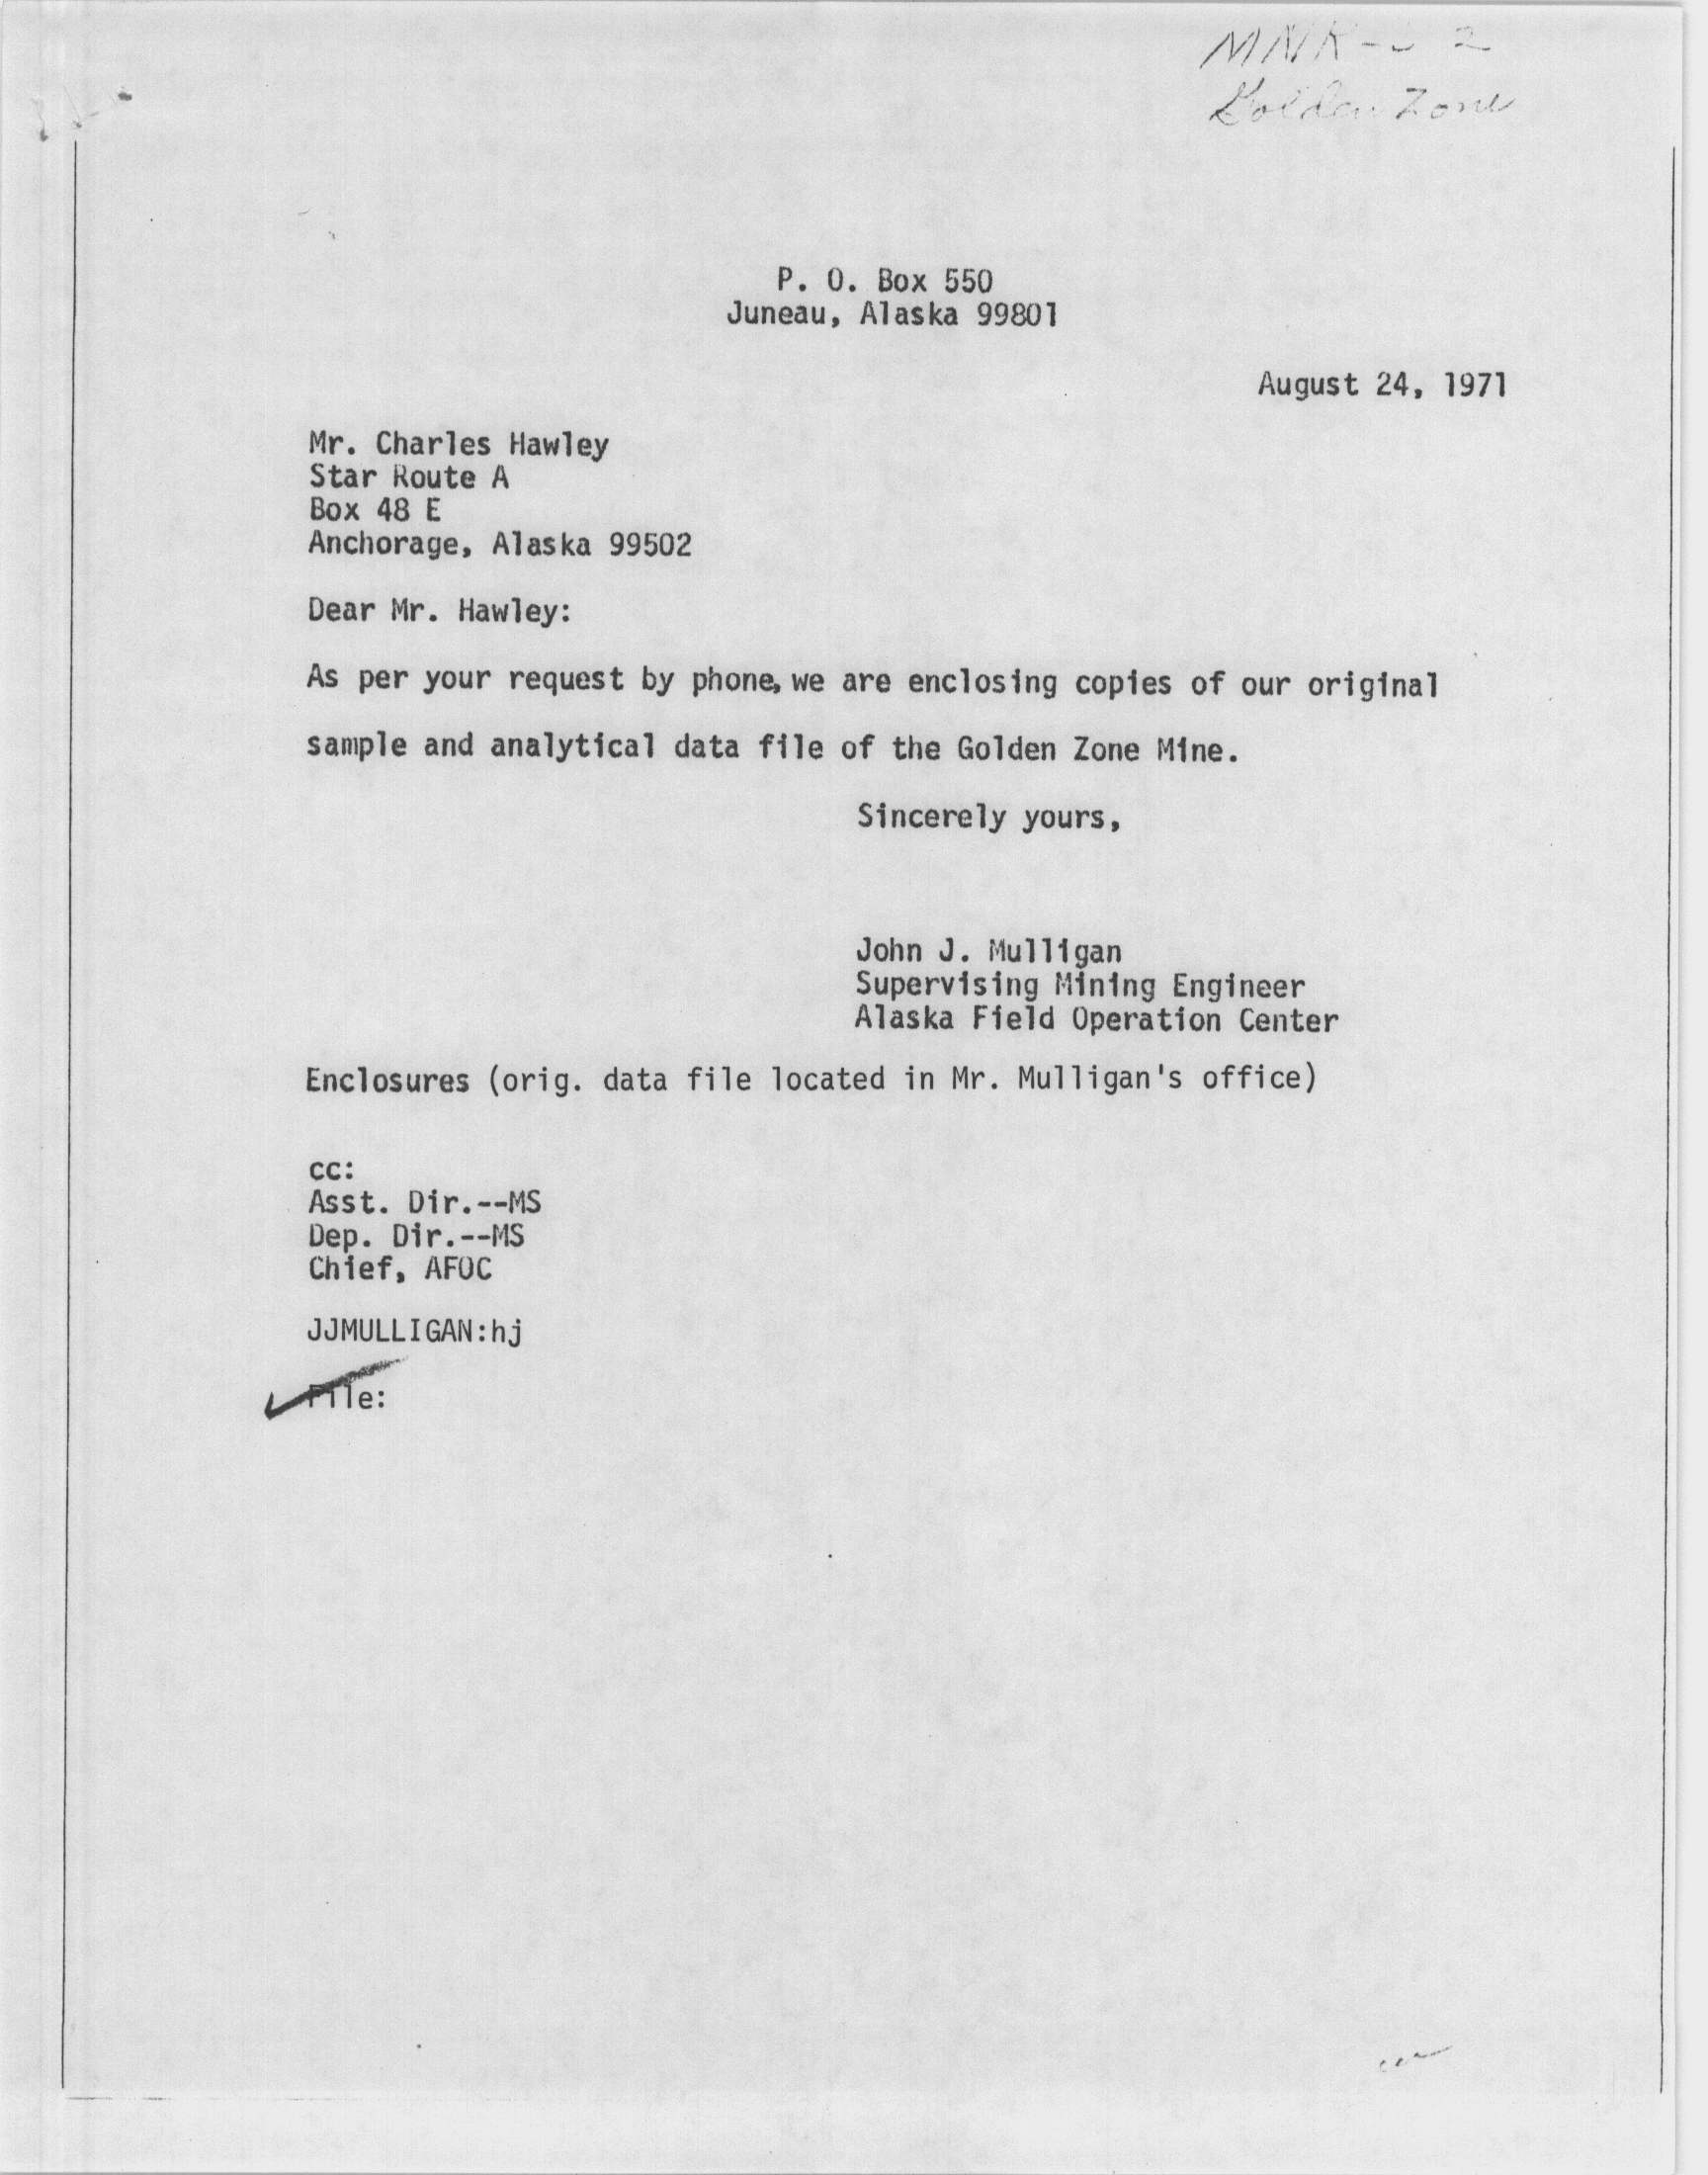 Golden Zone
P. O. Box 550
Juneau, Alaska 99801
August 24, 1971
Mr. Charles Hawley
Star Route A
Box 48 E
Anchorage, Alaska 99502
Dear Mr. Hawley:
As per your request by phone, we are enclosing copies of our original
sample and analytical data file of the Golden Zone Mine.
Sincerely yours,
John J. Mulligan
Supervising Mining Engineer
Alaska Field Operation Center
Enclosures (orig. data file located in Mr. Mulligan's office)
cc:
Asst. Dir.--MS
Dep. Dir.--MS
Chief, AFOC
JJMULLIGAN:hj
File: